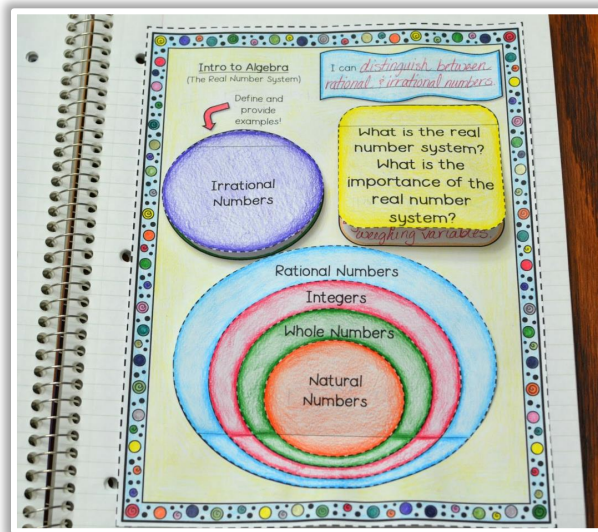 Intro to Algebra
(The Real Number System)
I can distinguish between
rational & irrational numbers.
Define and
provide
examples!
Irrational
Numbers
What is the real
number system?
What is the
importance of the
real number
system?
weighing variables
Rational Numbers
Integers
Whole Numbers
Natural
Numbers